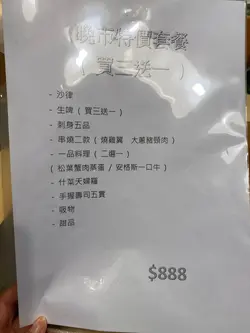 晚市特價套餐
( 買三送一 )
- 沙律
- 生啤 ( 買三送一 )
- 刺身五品
- 串燒二款 ( 燒雞翼 大蔥豬頸肉 )
- 一品料理 ( 二選一 )
( 松葉蟹肉蒸蛋 / 安格斯一口牛 )
- 什菜天婦羅
- 手握壽司五貫
- 吸物
- 甜品
$888